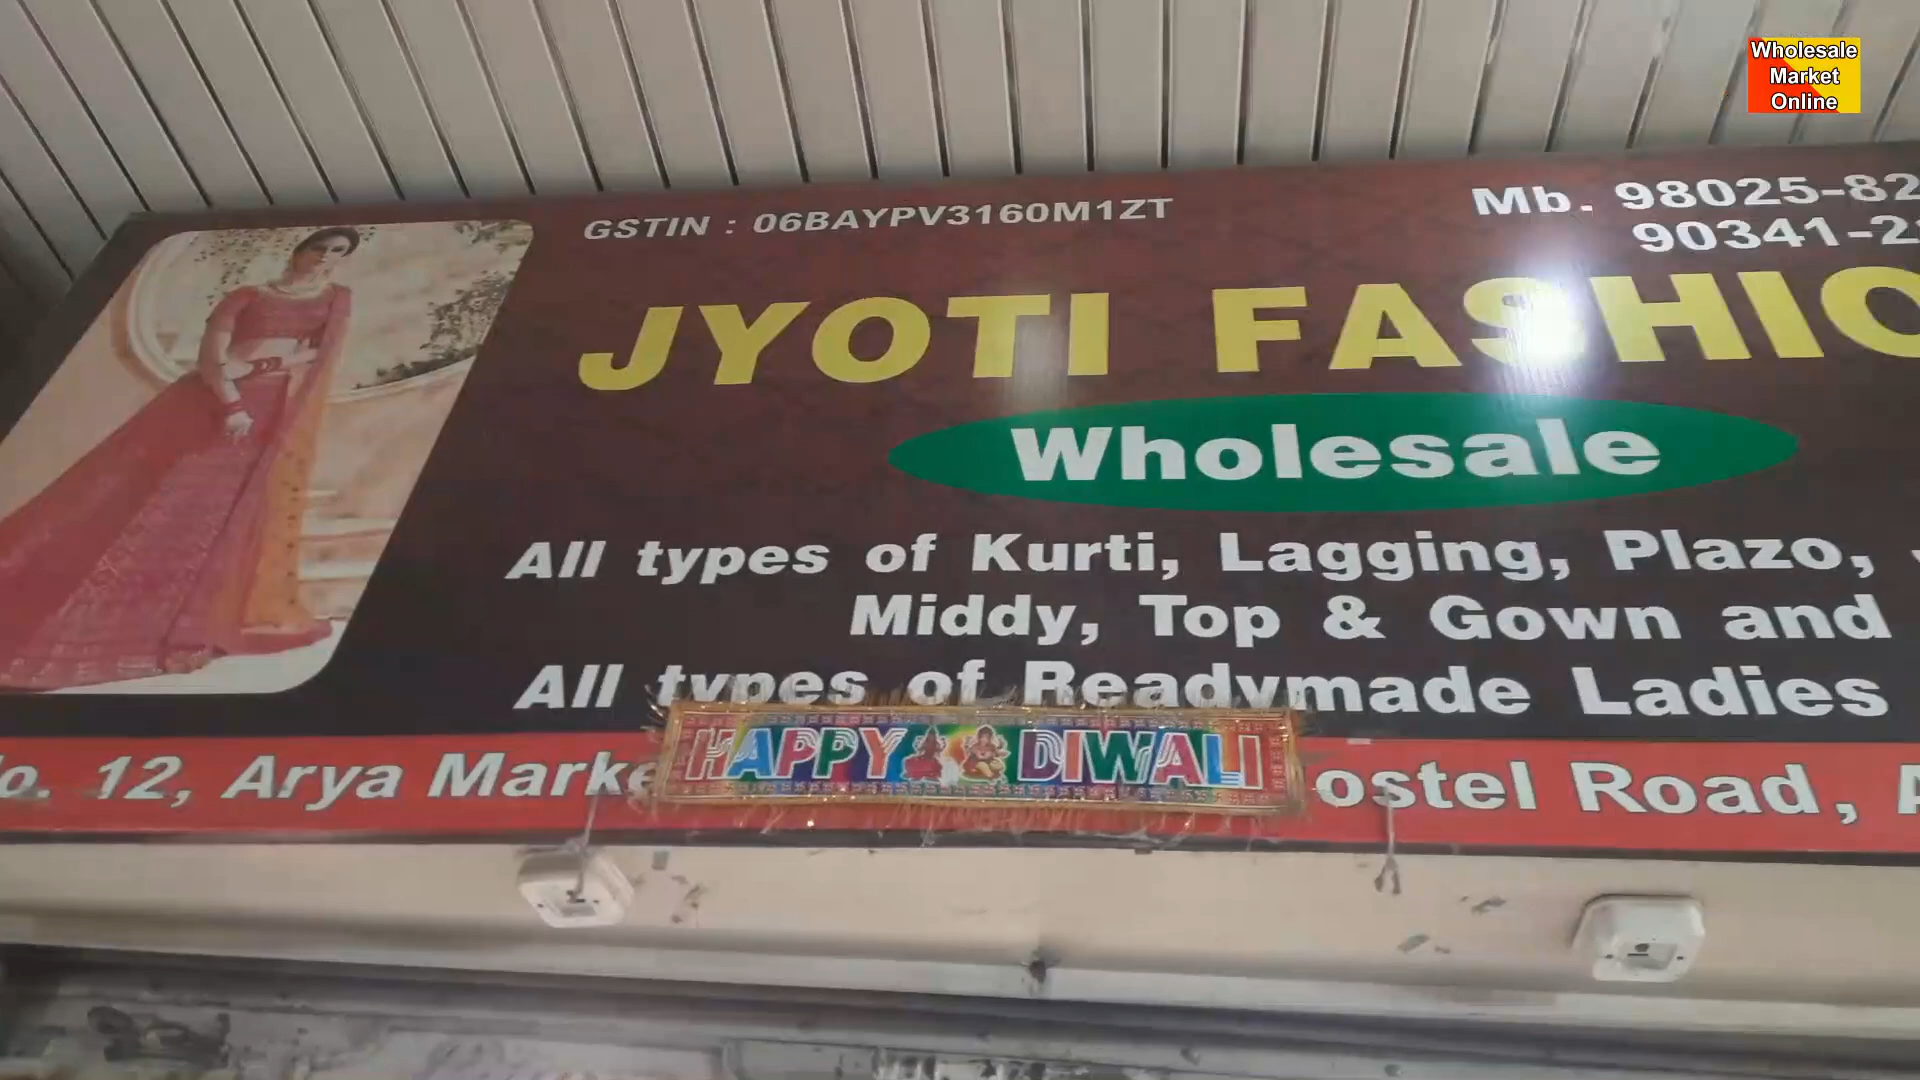 Wholesale
Market
Online
GSTIN : 06BAYPV3160M1ZT
Mb. 98025-82
90341-2
JYOTI FASHIO
Wholesale
All types of Kurti, Lagging, Plazo,
Middy, Top & Gown and
All types of Readymade Ladies
o. 12, Arya Marke
HAPPY DIWALI
ostel Road, A